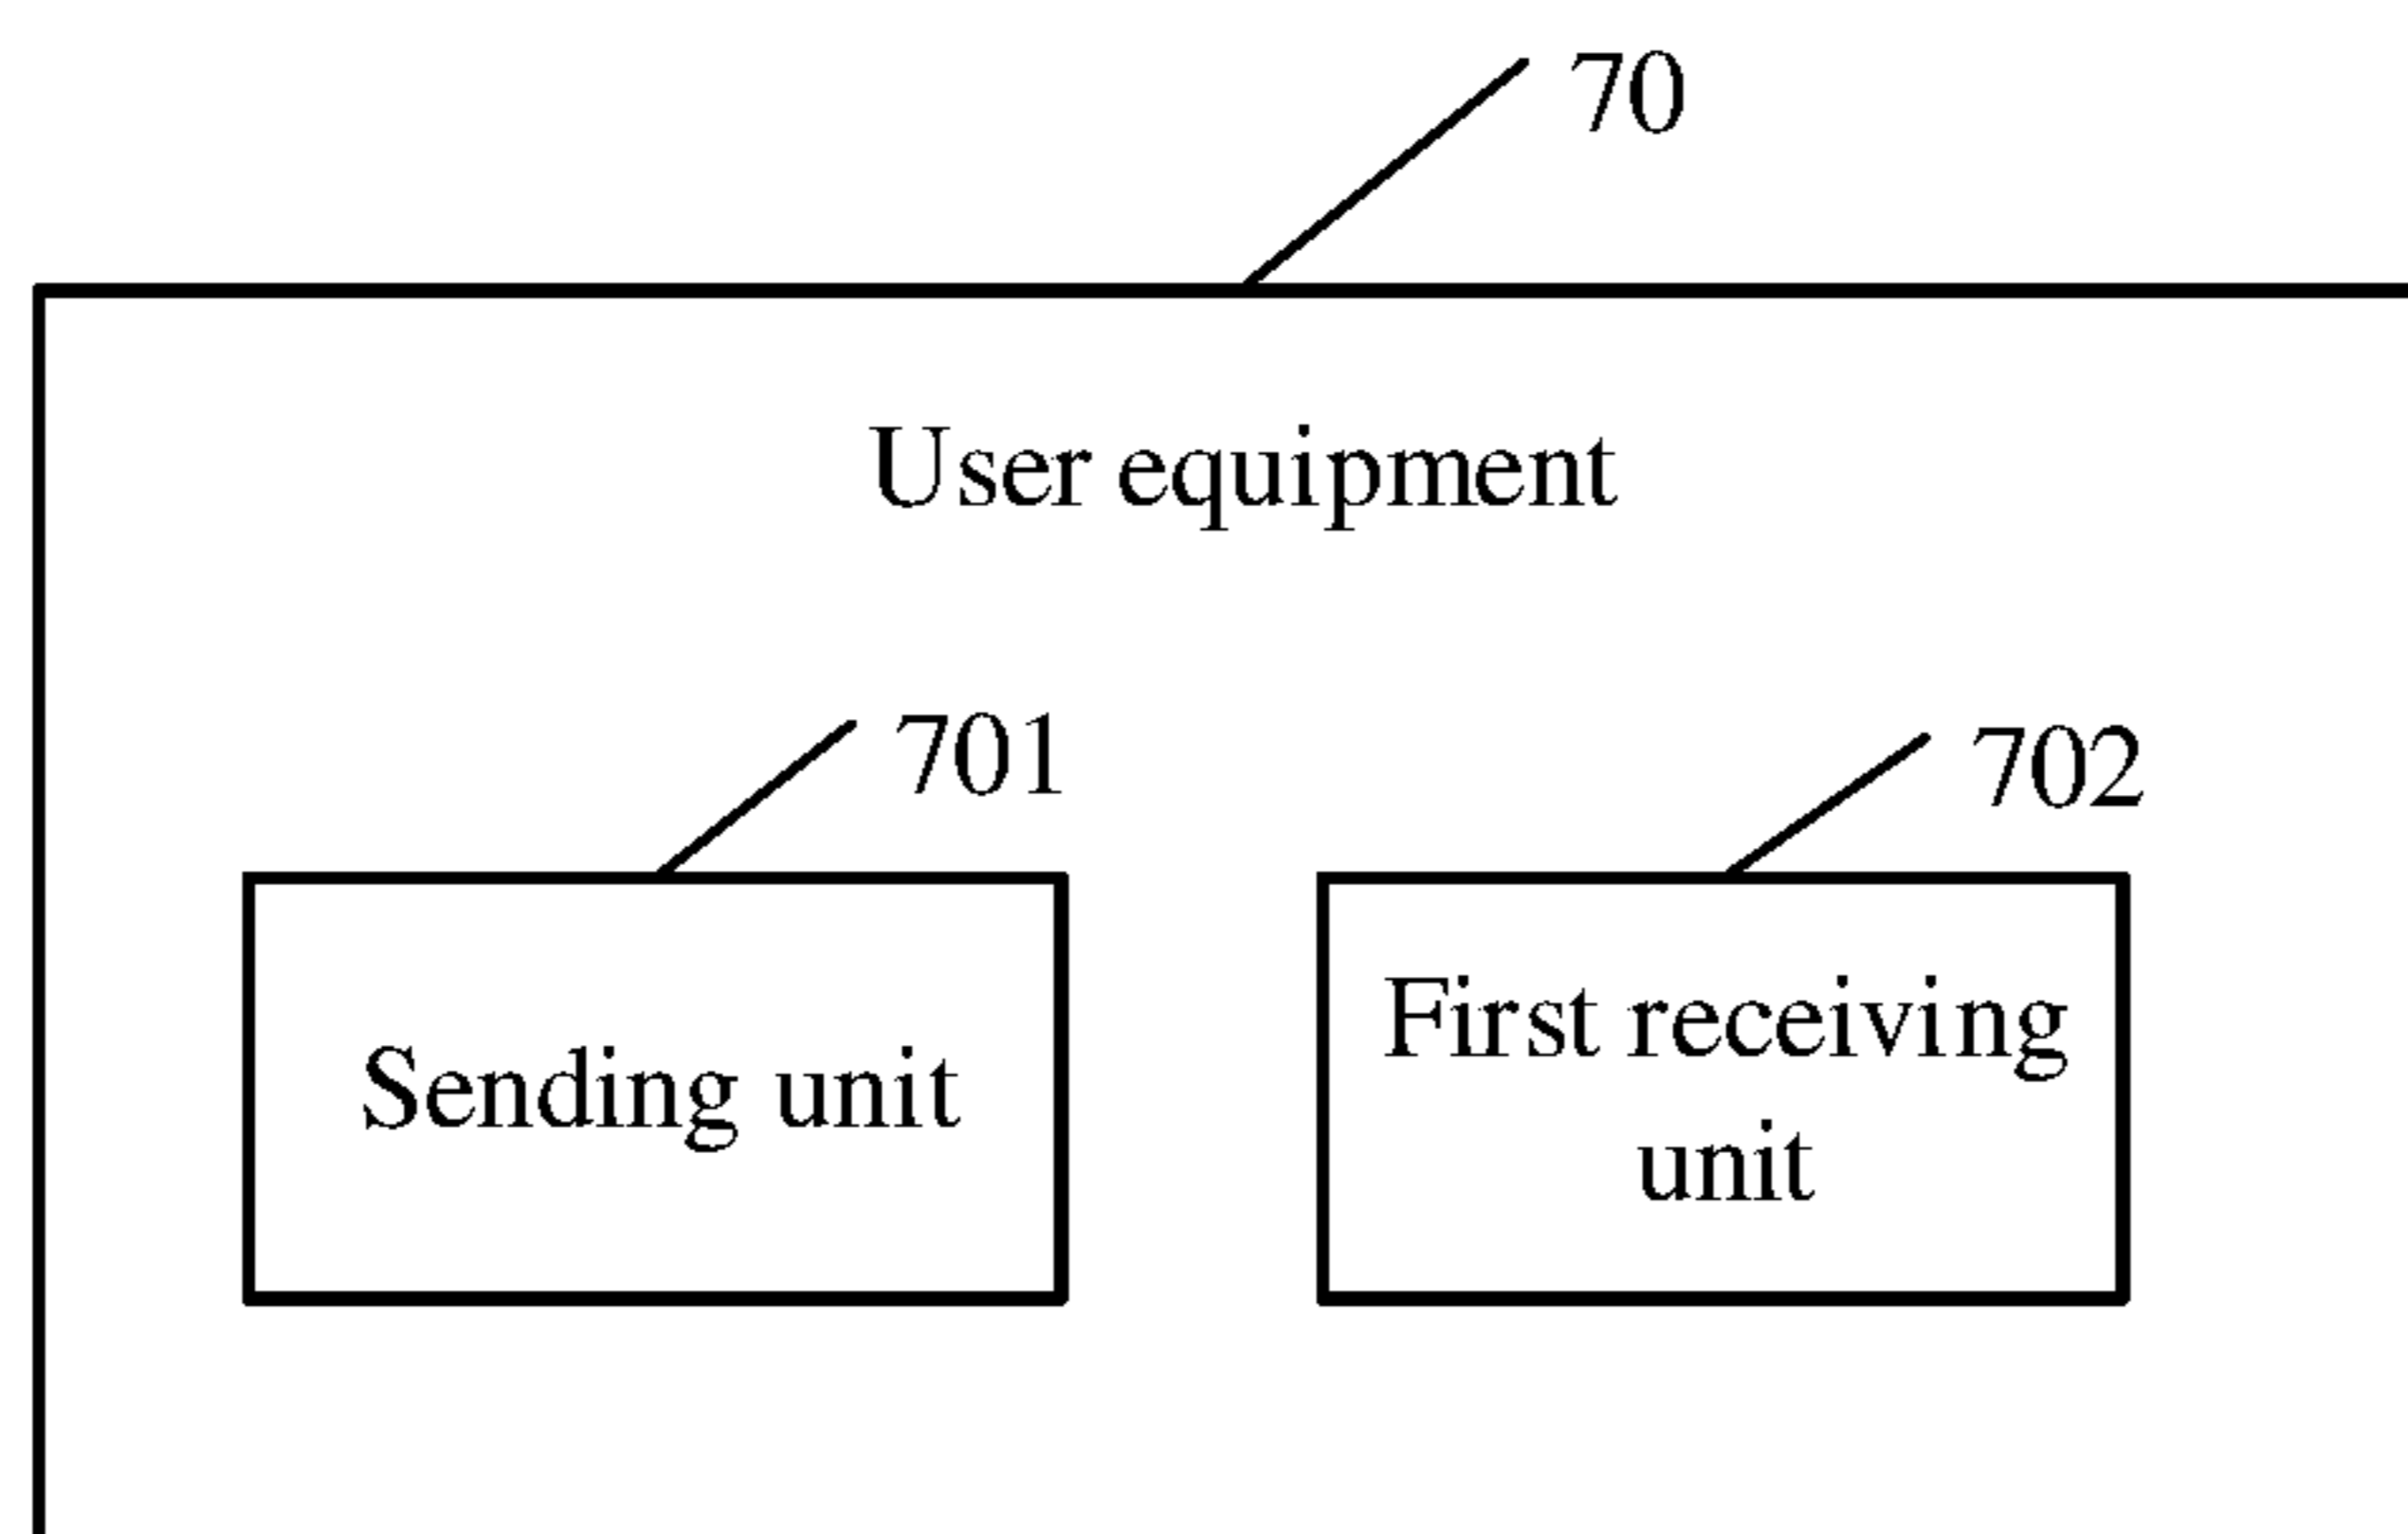 70
User equipment
701
702
Sending unit
First receiving
unit